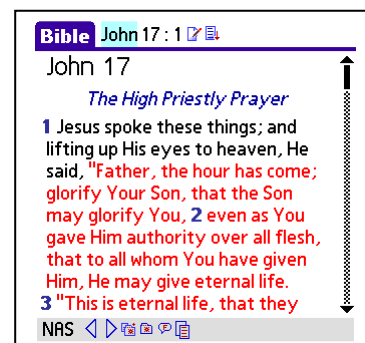 Bible John 17 : 1
John 17
The High Priestly Prayer
1 Jesus spoke these things; and
lifting up His eyes to heaven, He
said, "Father, the hour has come;
glorify Your Son, that the Son
may glorify You, 2 even as You
gave Him authority over all flesh,
that to all whom You have given
Him, He may give eternal life.
3 "This is eternal life, that they
NAS